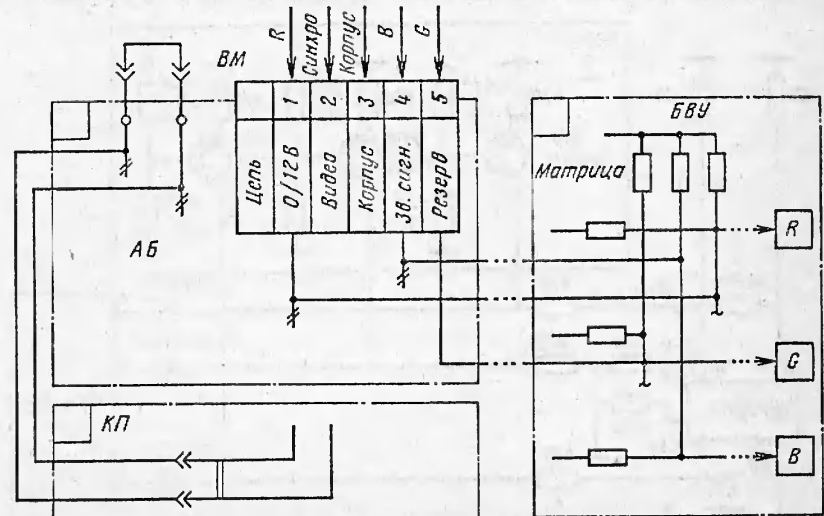 R
Синхро
Корпус
B
G
ВМ
1
2
3
4
5
Цепь
0/12 В
Видео
Корпус
Зв. сигн.
Резерв
АБ
КП
БВУ
Матрица
R
G
B